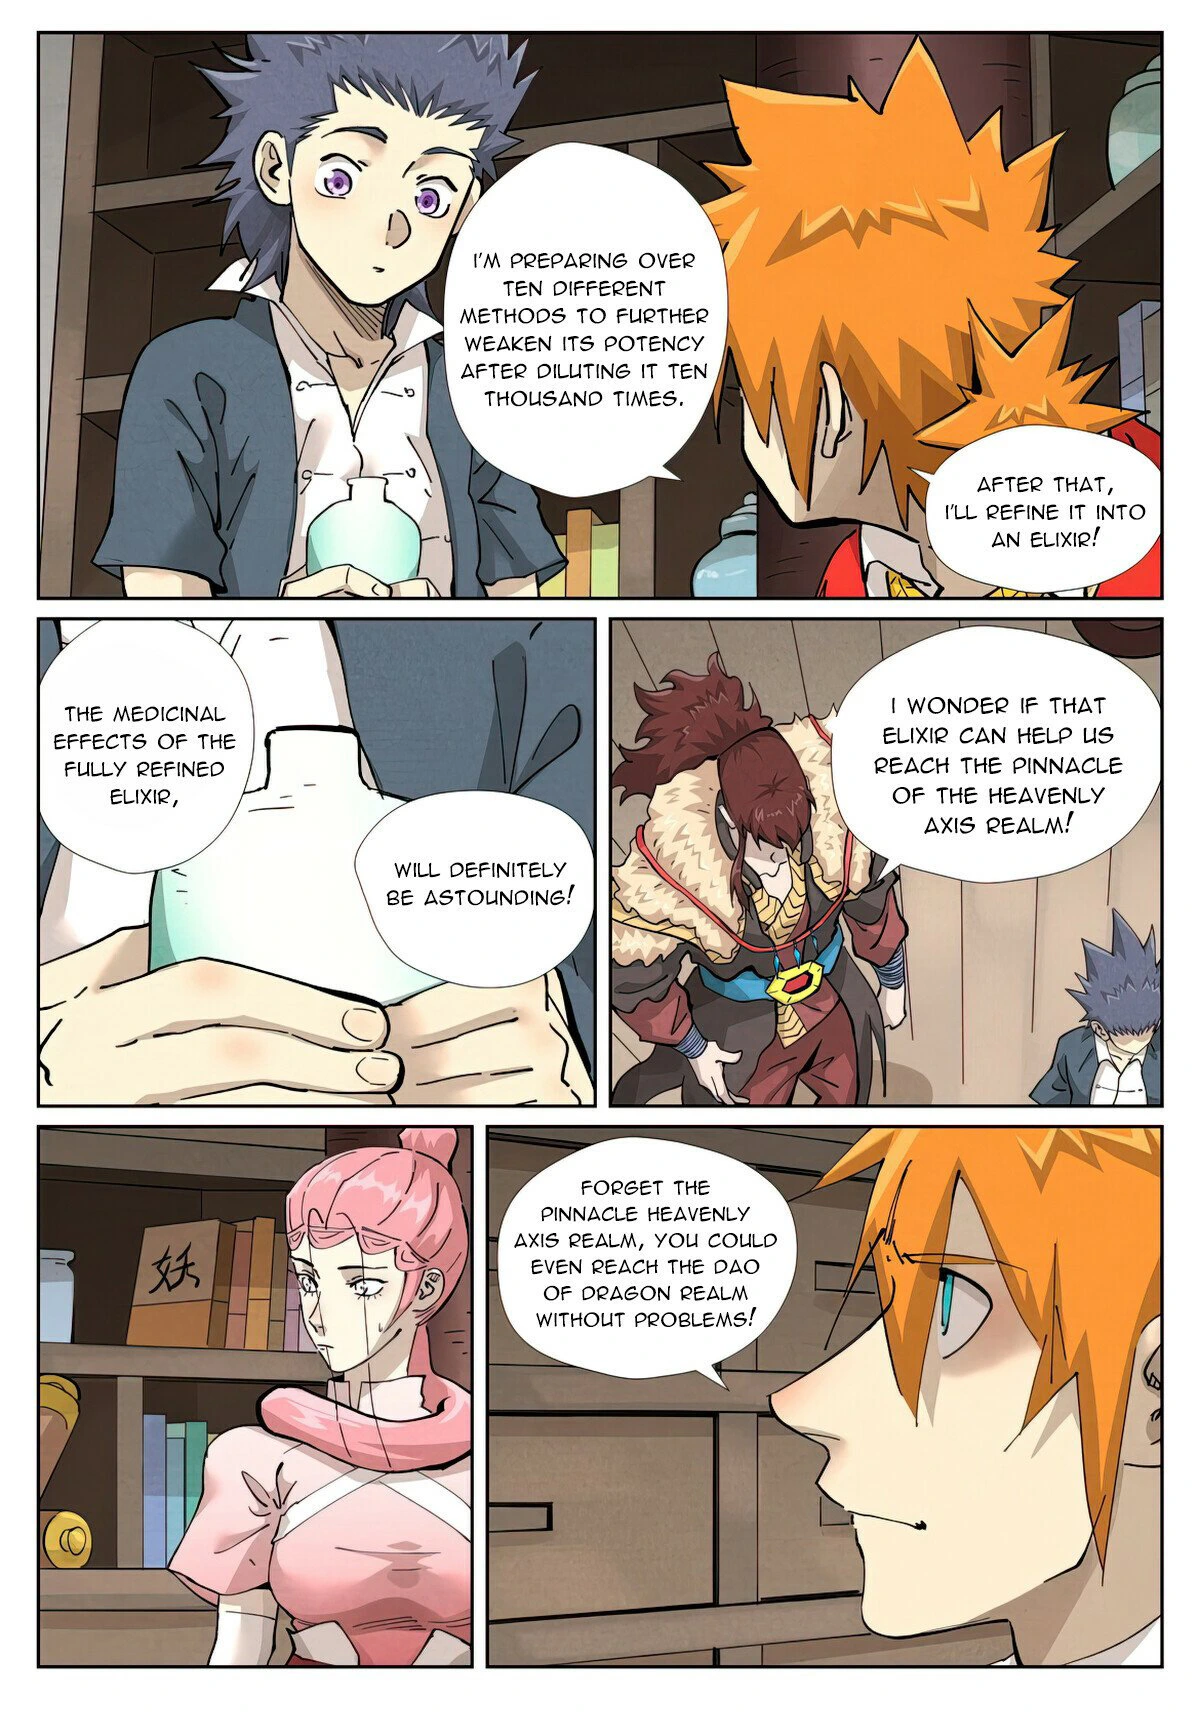 I'M PREPARING OVER
TEN DIFFERENT
METHODS TO FURTHER
WEAKEN ITS POTENCY
AFTER DILUTING IT TEN
THOUSAND TIMES.
AFTER THAT,
I'LL REFINE IT INTO
AN ELIXIR!
THE MEDICINAL
EFFECTS OF THE
FULLY REFINED
ELIXIR,
WILL DEFINITELY
BE ASTOUNDING!
I WONDER IF THAT
ELIXIR CAN HELP US
REACH THE PINNACLE
OF THE HEAVENLY
AXIS REALM!
妖
FORGET THE
PINNACLE HEAVENLY
AXIS REALM, YOU COULD
EVEN REACH THE DAO
OF DRAGON REALM
WITHOUT PROBLEMS!